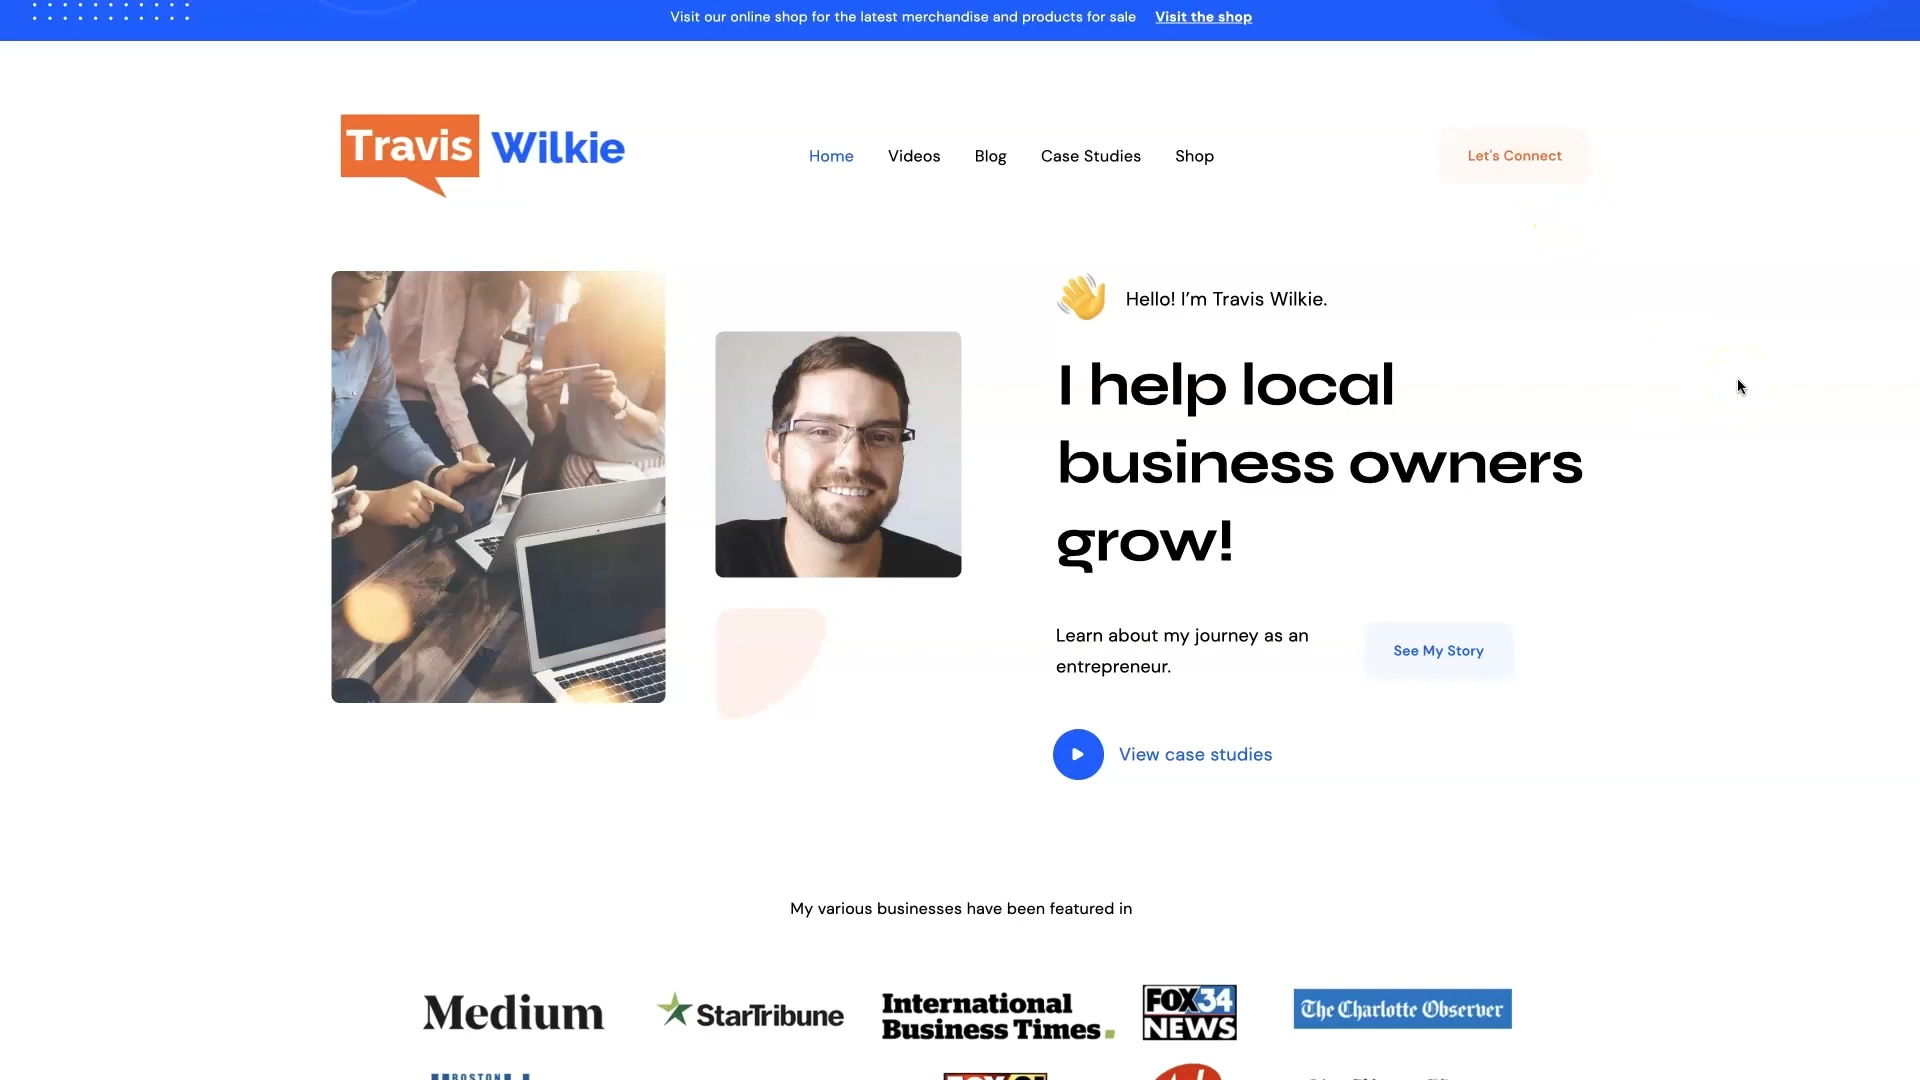 Visit our online shop for the latest merchandise and products for sale Visit the shop
Travis Wilkie
Home Videos Blog Case Studies Shop
Let's Connect
Hello! I’m Travis Wilkie.
I help local
business owners
grow!
Learn about my journey as an
entrepreneur.
See My Story
View case studies
My various businesses have been featured in
Medium
StarTribune
International
Business Times
FOX34
NEWS
The Charlotte Observer
BOSTON